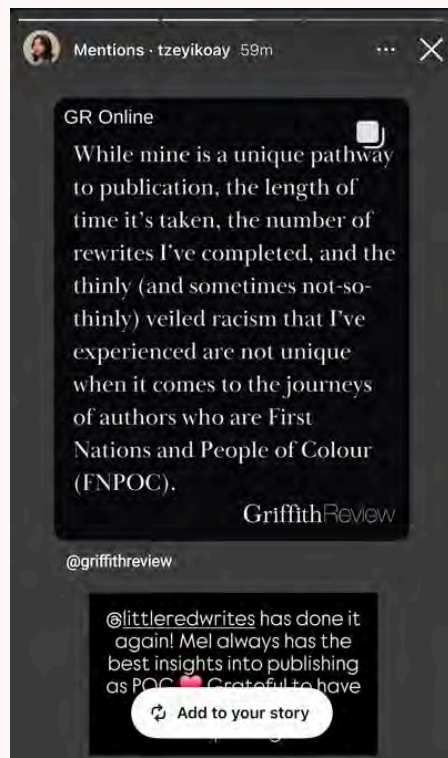 Mentions · tzeyikoay 59m
GR Online
While mine is a unique pathway
to publication, the length of
time it's taken, the number of
rewrites I've completed, and the
thinly (and sometimes not-so-
thinly) veiled racism that I've
experienced are not unique
when it comes to the journeys
of authors who are First
Nations and People of Colour
(FNPOC).
GriffithReview
@griffithreview
@littleredwrites has done it
again! Mel always has the
best insights into publishing
as POC ❤️ Grateful to have
Add to your story